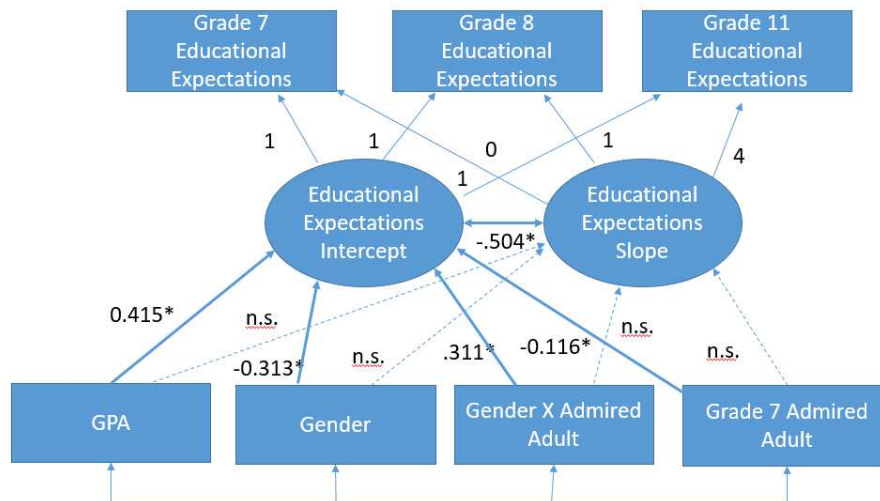 Grade 7
Educational
Expectations
Grade 8
Educational
Expectations
Grade 11
Educational
Expectations
1
1
0
1
4
1
Educational
Expectations
Intercept
Educational
Expectations
Slope
-.504*
0.415*
n.s.
-0.313*
n.s.
.311*
-0.116*
n.s.
n.s.
GPA
Gender
Gender X Admired
Adult
Grade 7 Admired
Adult